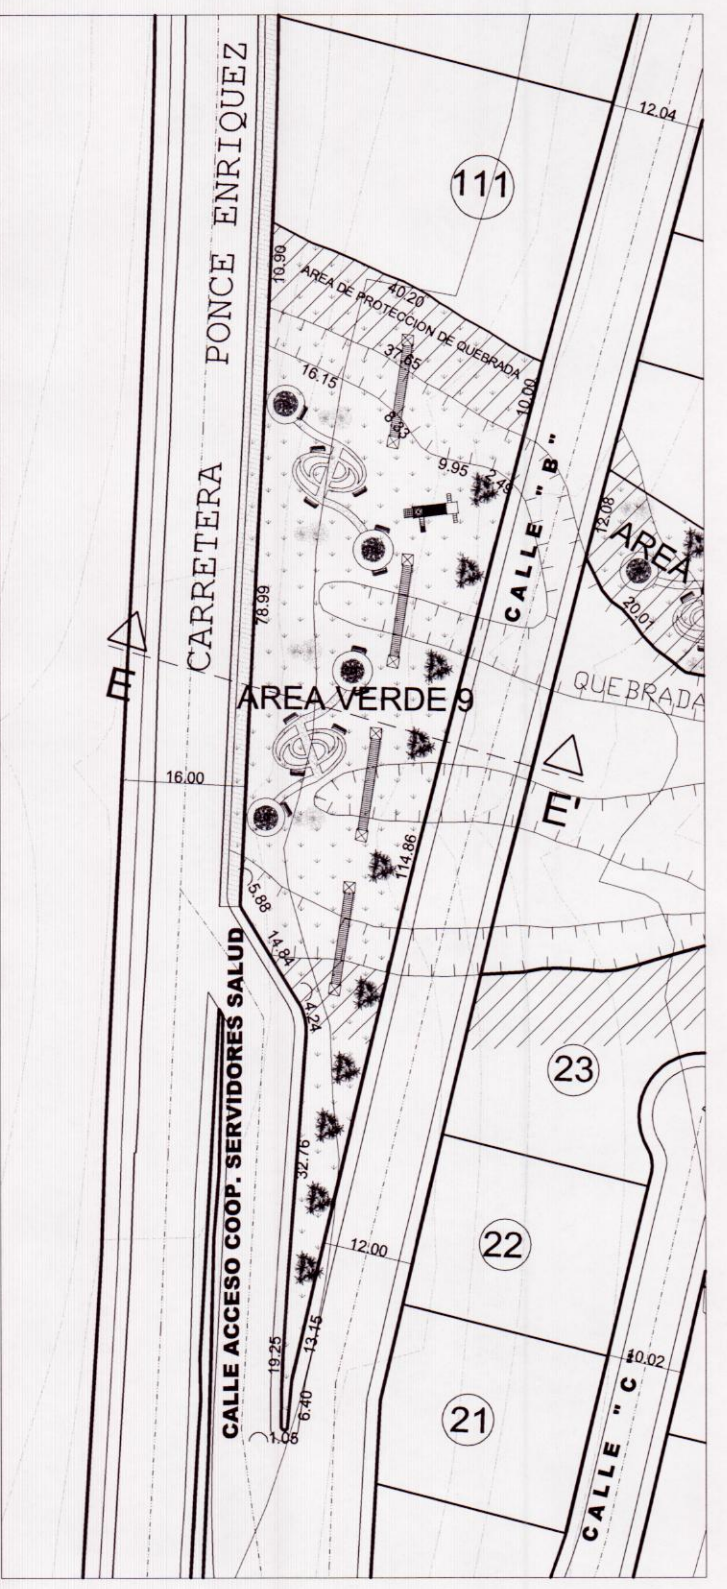 12.04
111
CARRETERA PONCE ENRIQUEZ
10.90
40.20
AREA DE PROTECCION DE QUEBRADA
37.65
16.15
10.00
8.33
9.95
2.49
CALLE "B"
12.08
AREA
20.01
78.99
E
AREA VERDE 9
QUEBRADA
16.00
E'
114.86
5.88
14.84
4.24
CALLE ACCESO COOP. SERVIDORES SALUD
23
32.76
22
12.00
13.15
19.25
10.02
6.40
21
1.05
CALLE "C"